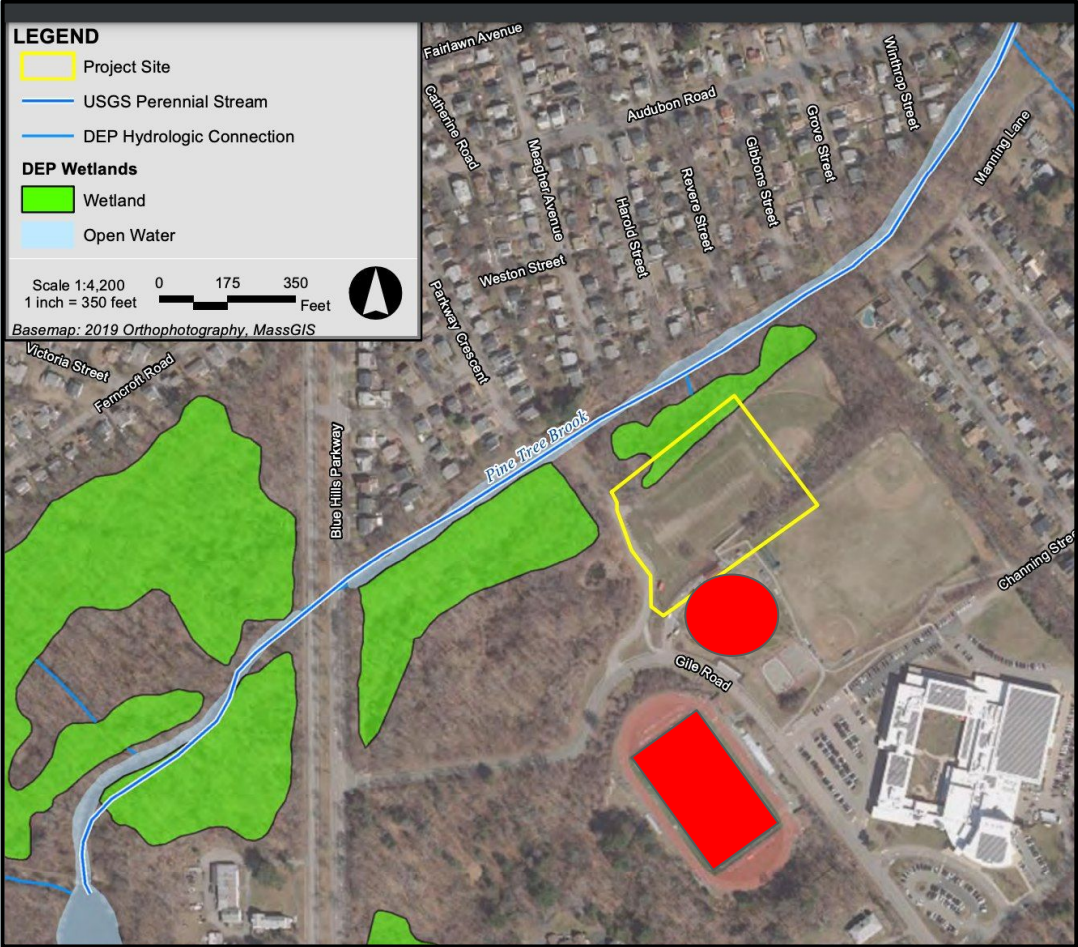 LEGEND
Project Site
USGS Perennial Stream
DEP Hydrologic Connection
DEP Wetlands
Wetland
Open Water
Scale 1:4,200
1 inch = 350 feet
0 175 350
Feet
Basemap: 2019 Orthophotography, MassGIS
Fairlawn Avenue
Catherine Road
Meagher Avenue
Audubon Road
Winthrop Street
Grove Street
Gibbons Street
Manning Lane
Revere Street
Harold Street
Weston Street
Parkway Crescent
Victoria Street
Ferncroft Road
Blue Hills Parkway
Pine Tree Brook
Channing Stree
Gile Road